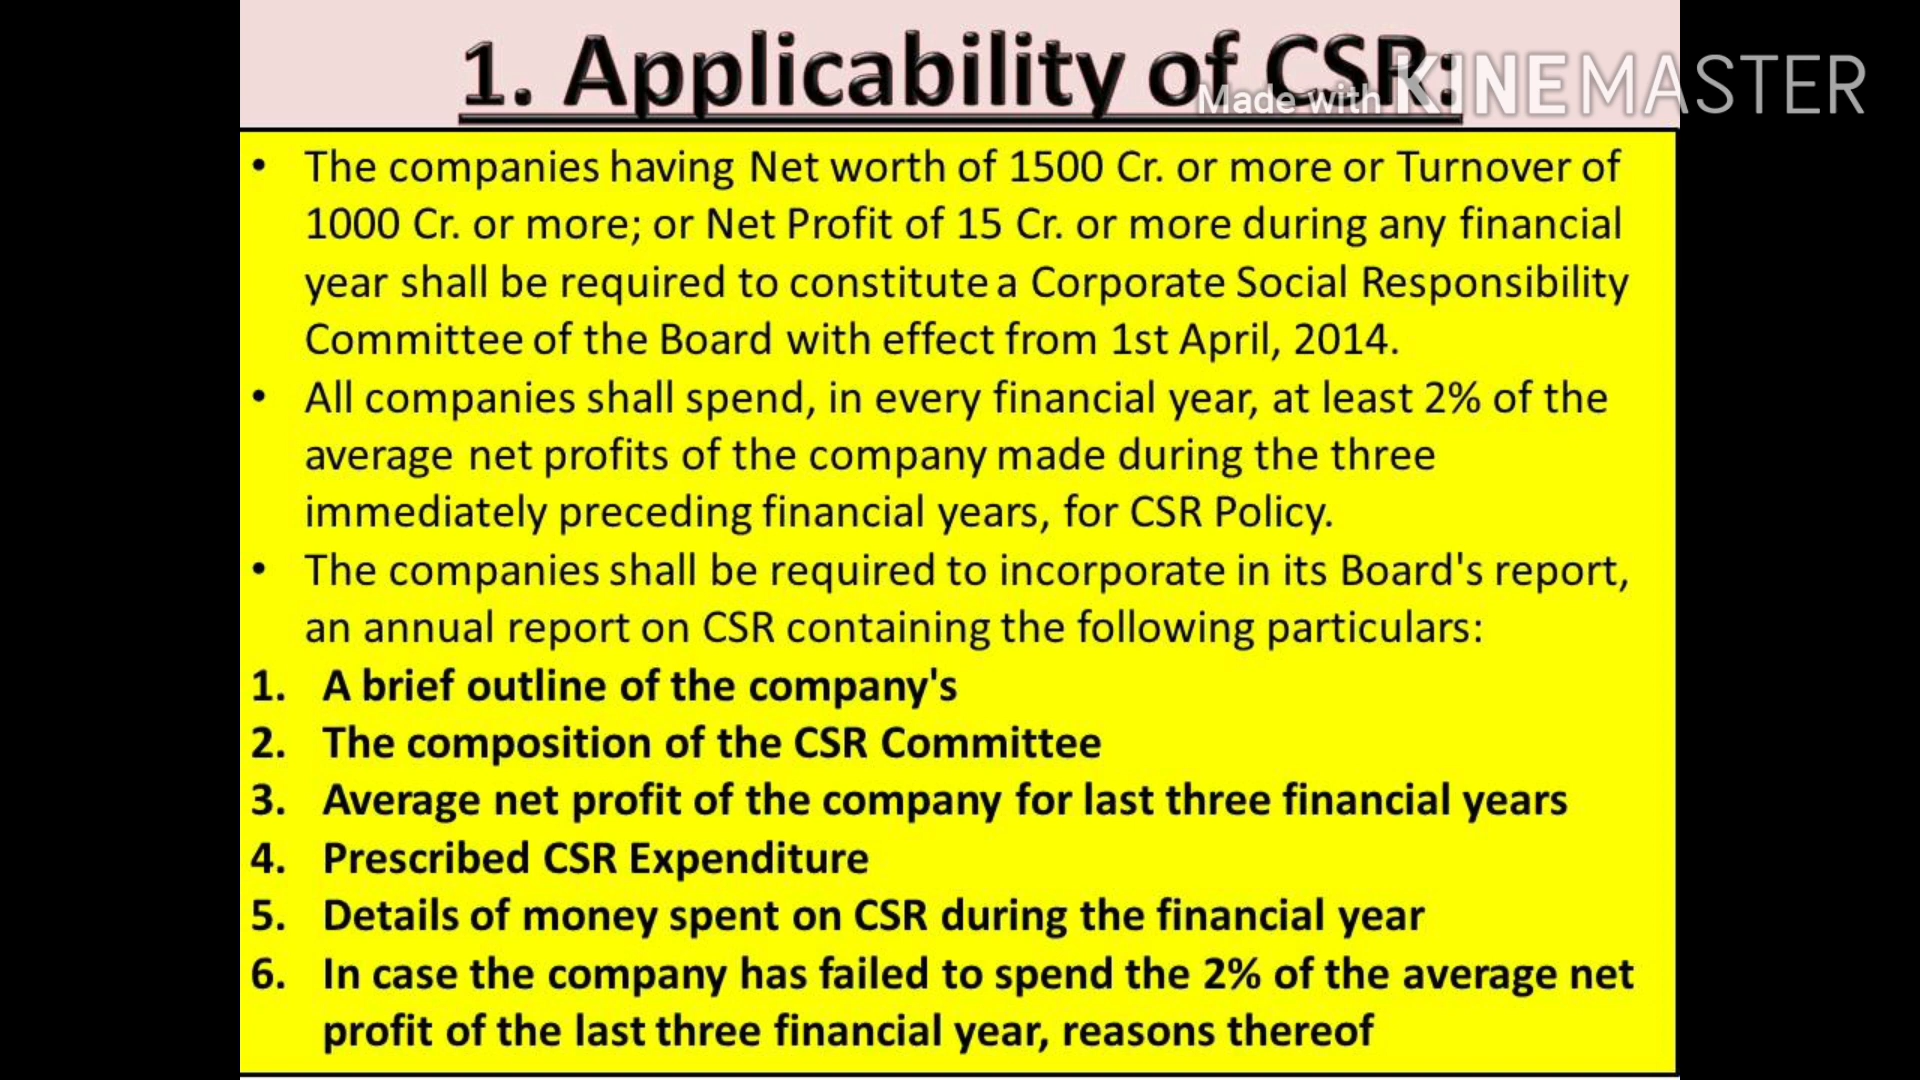 1. Applicability of CSR:
Made with KINEMASTER
• The companies having Net worth of 1500 Cr. or more or Turnover of
1000 Cr. or more; or Net Profit of 15 Cr. or more during any financial
year shall be required to constitute a Corporate Social Responsibility
Committee of the Board with effect from 1st April, 2014.
• All companies shall spend, in every financial year, at least 2% of the
average net profits of the company made during the three
immediately preceding financial years, for CSR Policy.
• The companies shall be required to incorporate in its Board's report,
an annual report on CSR containing the following particulars:
1. A brief outline of the company's
2. The composition of the CSR Committee
3. Average net profit of the company for last three financial years
4. Prescribed CSR Expenditure
5. Details of money spent on CSR during the financial year
6. In case the company has failed to spend the 2% of the average net
profit of the last three financial year, reasons thereof